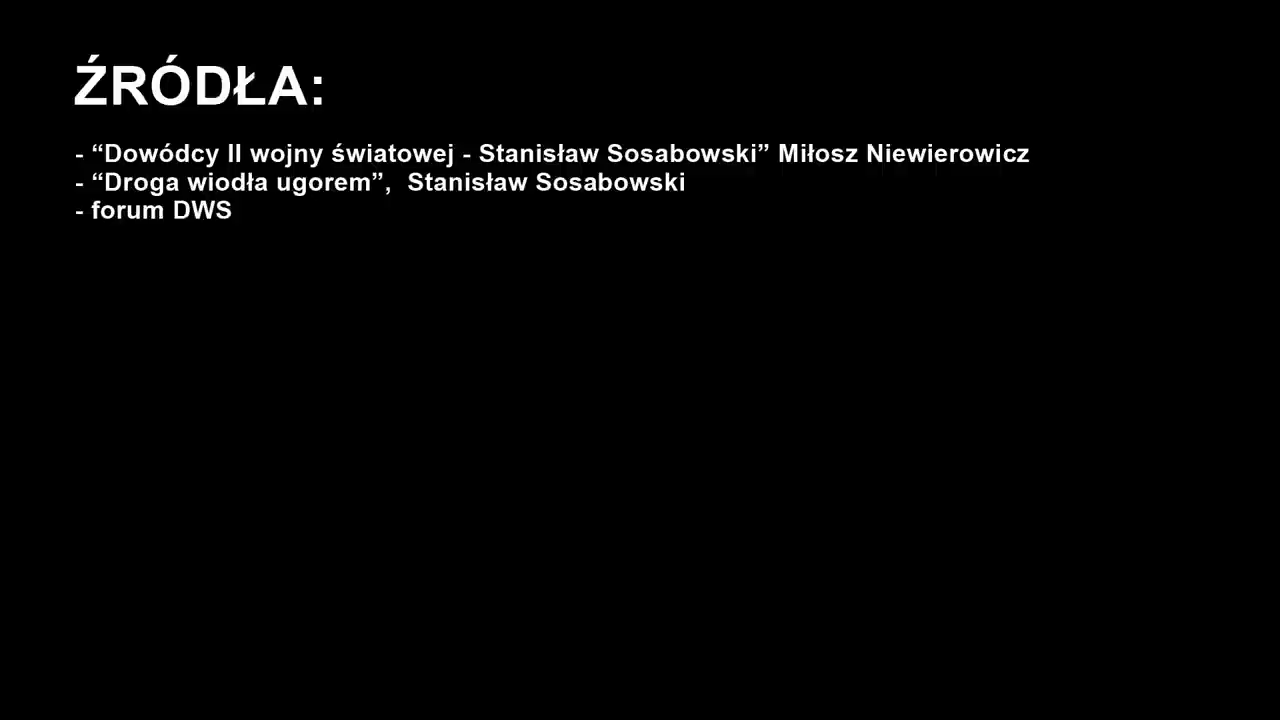 ŹRÓDŁA:
- “Dowódcy II wojny światowej - Stanisław Sosabowski” Miłosz Niewierowicz
- “Droga wiodła ugorem”,  Stanisław Sosabowski
- forum DWS